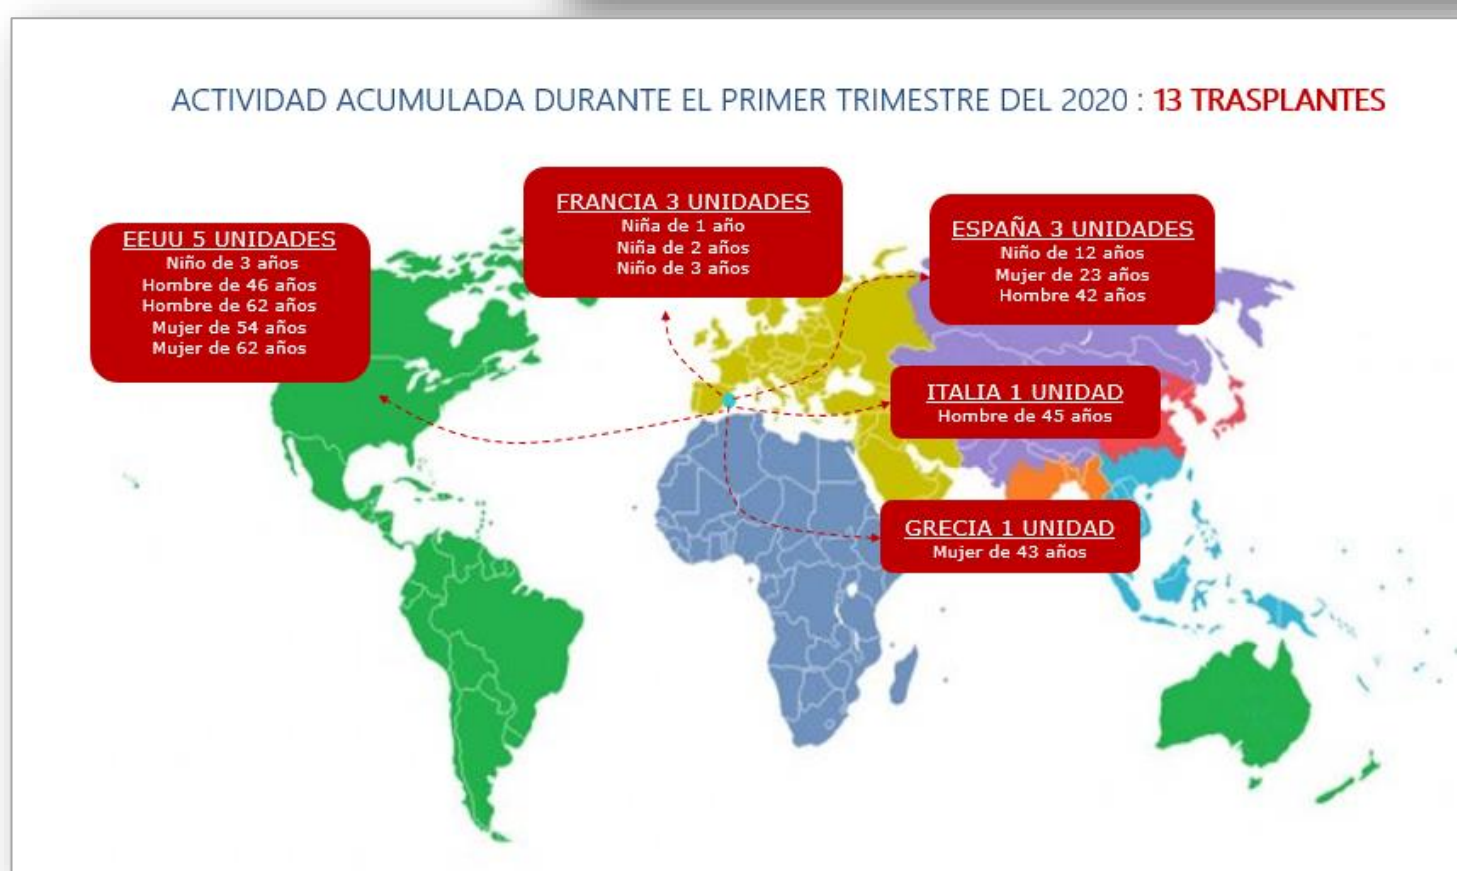 ACTIVIDAD ACUMULADA DURANTE EL PRIMER TRIMESTRE DEL 2020 : 13 TRASPLANTES
EEUU 5 UNIDADES
Niño de 3 años
Hombre de 46 años
Hombre de 62 años
Mujer de 54 años
Mujer de 62 años
FRANCIA 3 UNIDADES
Niña de 1 año
Niña de 2 años
Niño de 3 años
ESPAÑA 3 UNIDADES
Niño de 12 años
Mujer de 23 años
Hombre 42 años
ITALIA 1 UNIDAD
Hombre de 45 años
GRECIA 1 UNIDAD
Mujer de 43 años